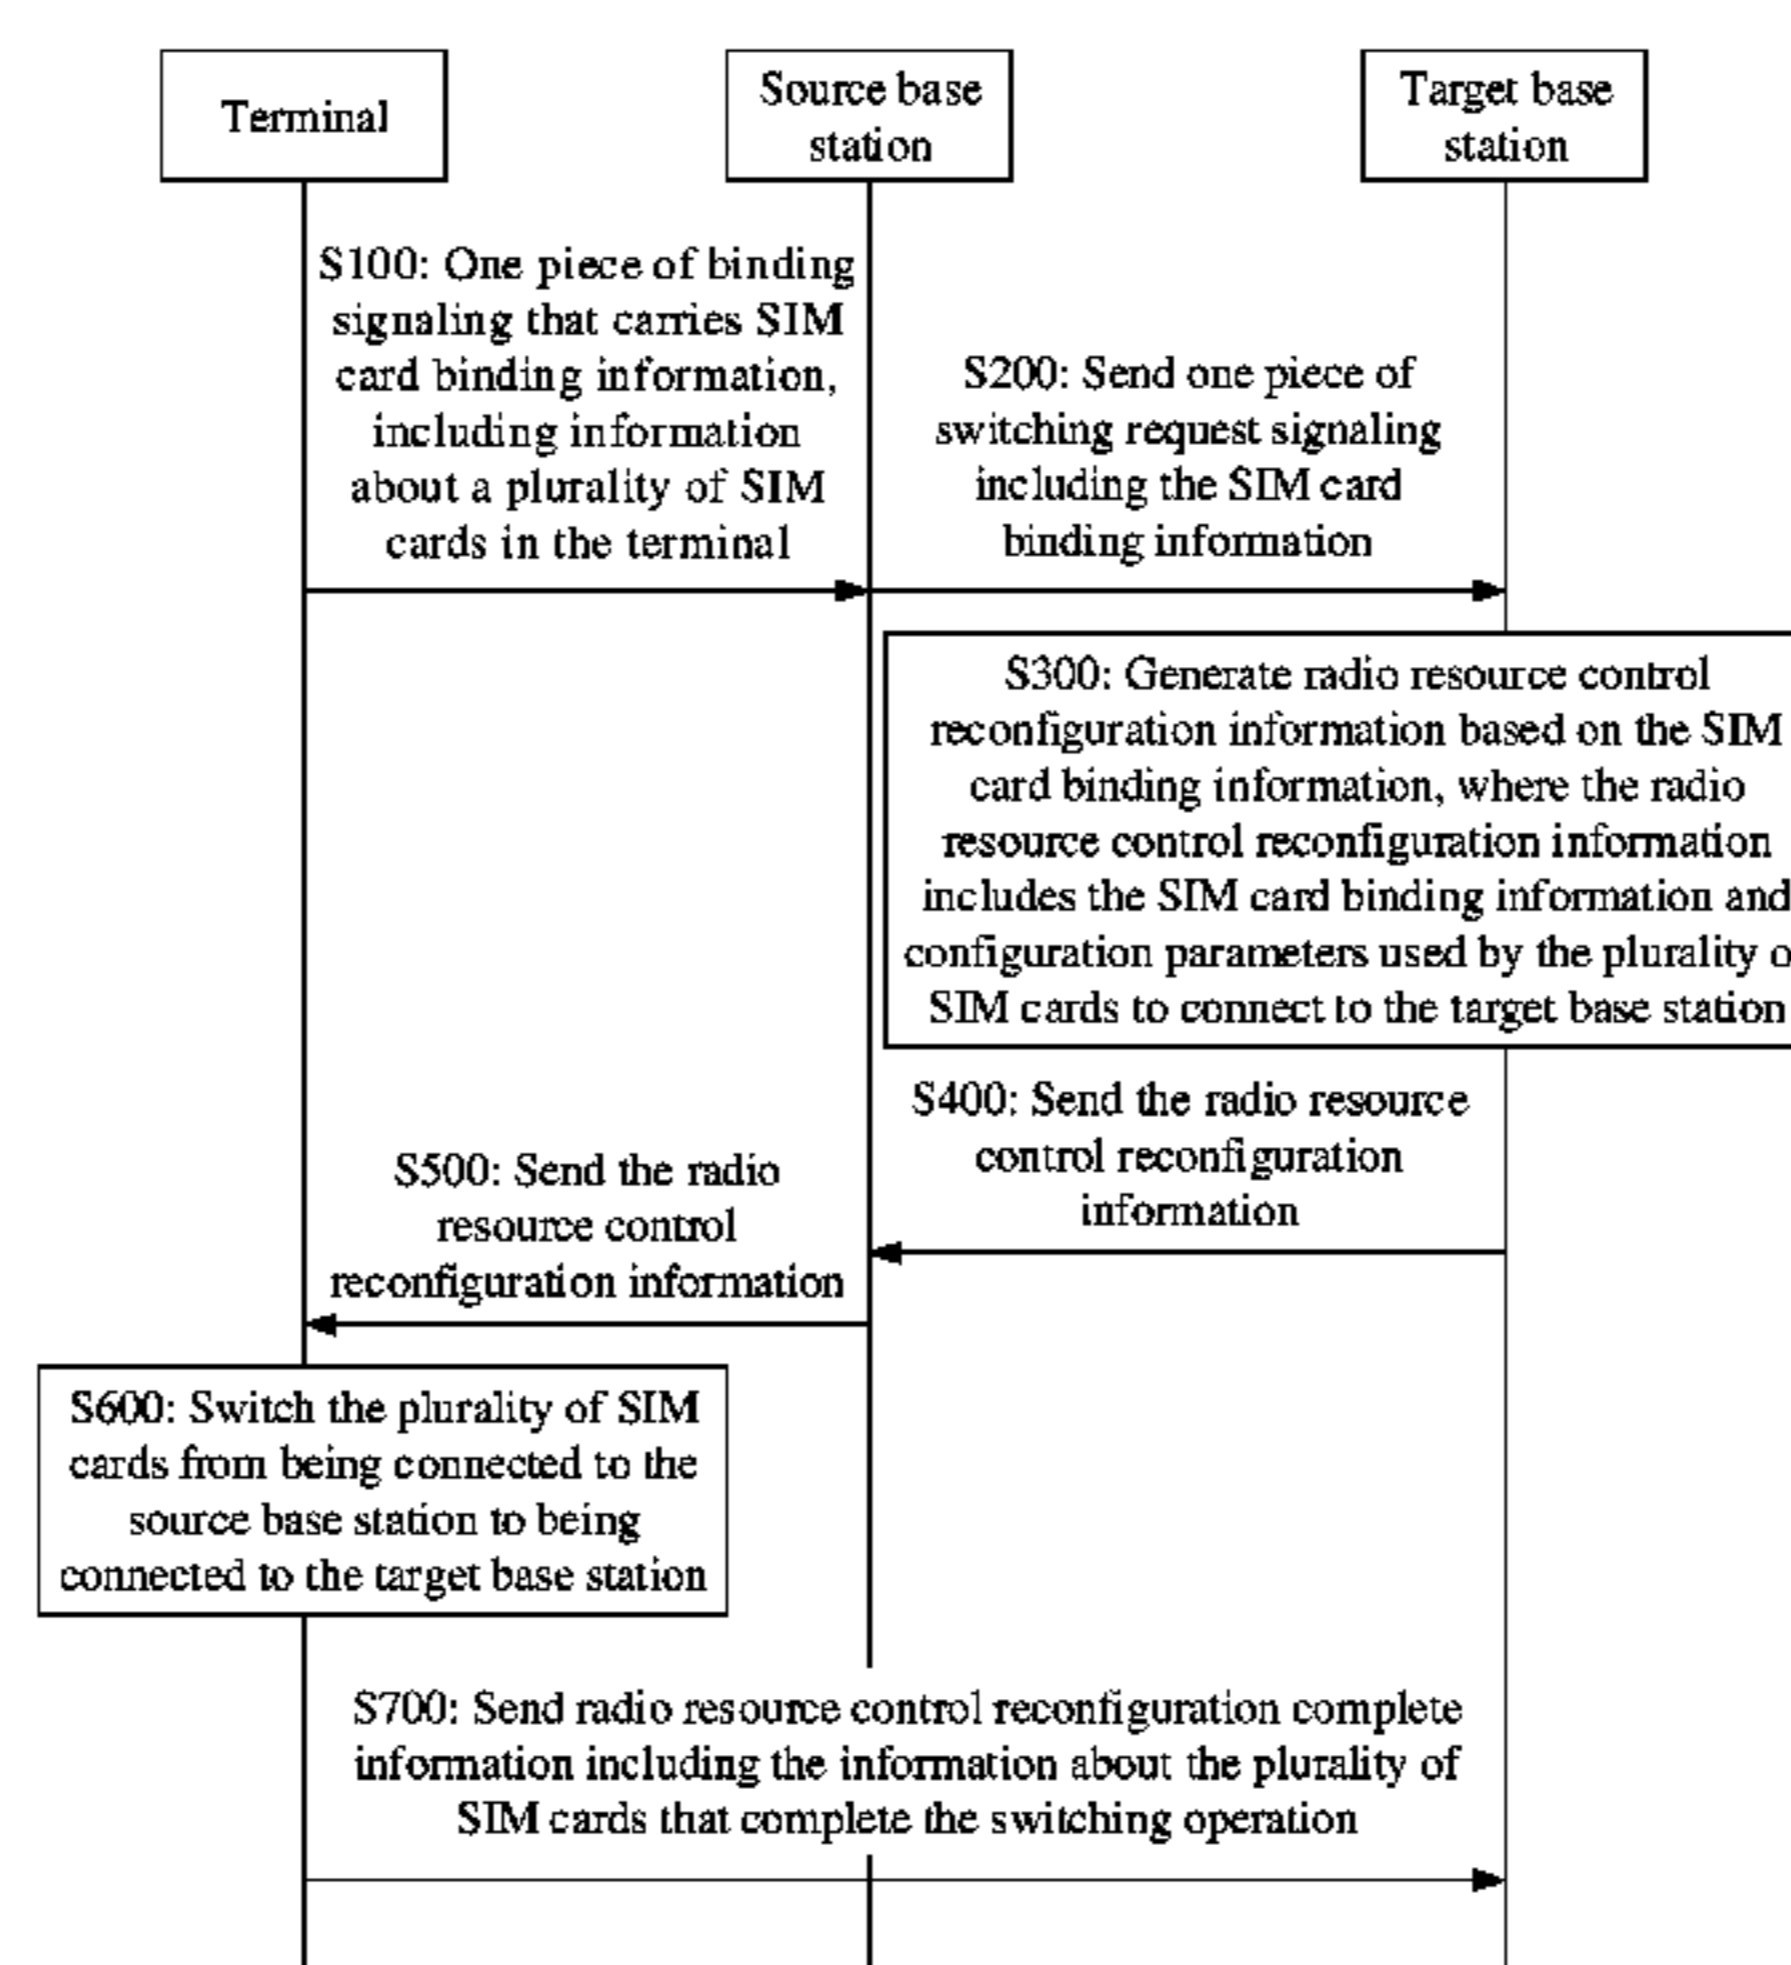 Terminal
Source base
station
Target base
station
S100: One piece of binding
signaling that carries SIM
card binding information,
including information
about a plurality of SIM
cards in the terminal
S200: Send one piece of
switching request signaling
including the SIM card
binding information
S300: Generate radio resource control
reconfiguration information based on the SIM
card binding information, where the radio
resource control reconfiguration information
includes the SIM card binding information and
configuration parameters used by the plurality
SIM cards to connect to the target base station
S400: Send the radio resource
control reconfiguration
information
S500: Send the radio
resource control
reconfiguration information
S600: Switch the plurality of SIM
cards from being connected to the
source base station to being
connected to the target base station
S700: Send radio resource control reconfiguration complete
information including the information about the plurality of
SIM cards that complete the switching operation